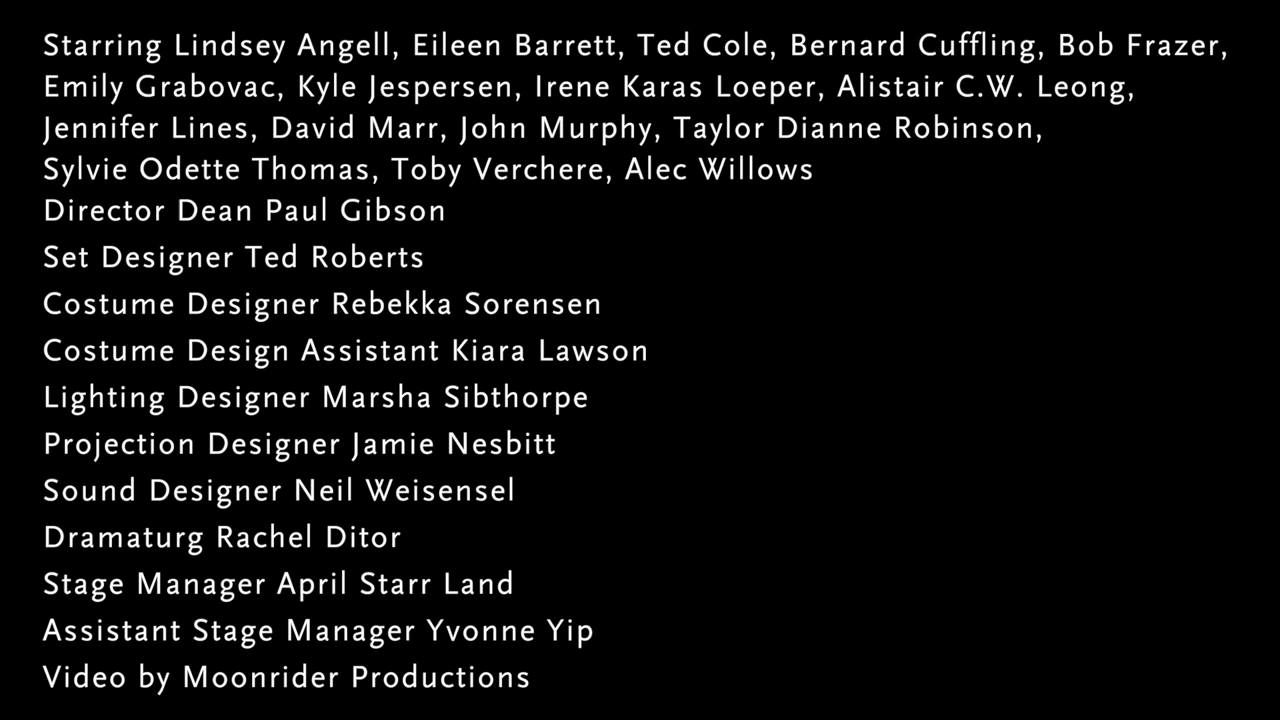 Starring Lindsey Angell, Eileen Barrett, Ted Cole, Bernard Cuffling, Bob Frazer,
Emily Grabovac, Kyle Jespersen, Irene Karas Loeper, Alistair C.W. Leong,
Jennifer Lines, David Marr, John Murphy, Taylor Dianne Robinson,
Sylvie Odette Thomas, Toby Verchere, Alec Willows
Director Dean Paul Gibson
Set Designer Ted Roberts
Costume Designer Rebekka Sorensen
Costume Design Assistant Kiara Lawson
Lighting Designer Marsha Sibthorpe
Projection Designer Jamie Nesbitt
Sound Designer Neil Weisensel
Dramaturg Rachel Ditor
Stage Manager April Starr Land
Assistant Stage Manager Yvonne Yip
Video by Moonrider Productions